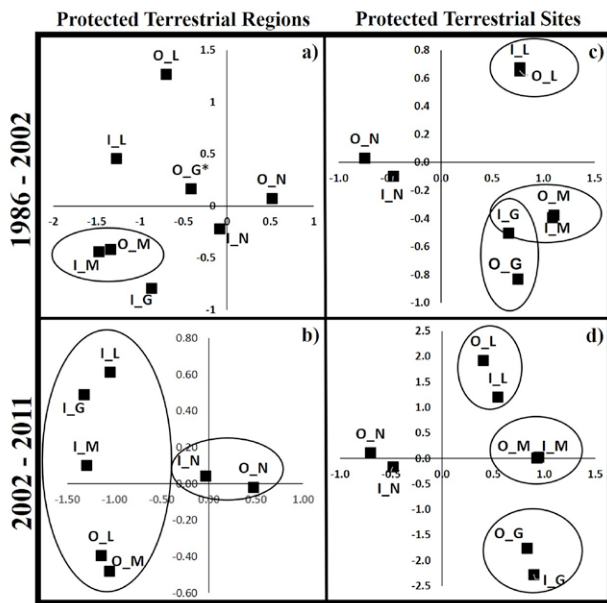 Protected Terrestrial Regions
Protected Terrestrial Sites
1986 - 2002
a)
1.5
1
0.5
0
-0.5
-1
-2
-1.5
-1
-0.5
0
0.5
1
O_L
I_L
O_G*
O_N
I_N
O_M
I_M
I_G
c)
0.8
0.6
0.4
0.2
0.0
-0.2
-0.4
-0.6
-0.8
-1.0
-1.0
-0.5
0.0
0.5
1.0
1.5
I_L
O_L
O_N
I_N
O_M
I_G
I_M
O_G
2002 - 2011
b)
0.80
0.60
0.40
0.20
0.00
-0.20
-0.40
-0.60
-1.50
-1.00
-0.50
0.00
0.50
1.00
I_L
I_G
I_M
I_N
O_N
O_L
O_M
d)
2.5
2.0
1.5
1.0
0.5
0.0
-0.5
-1.0
-1.5
-2.0
-2.5
-1.0
-0.5
0.0
0.5
1.0
1.5
O_L
I_L
O_N
I_N
O_M
I_M
O_G
I_G